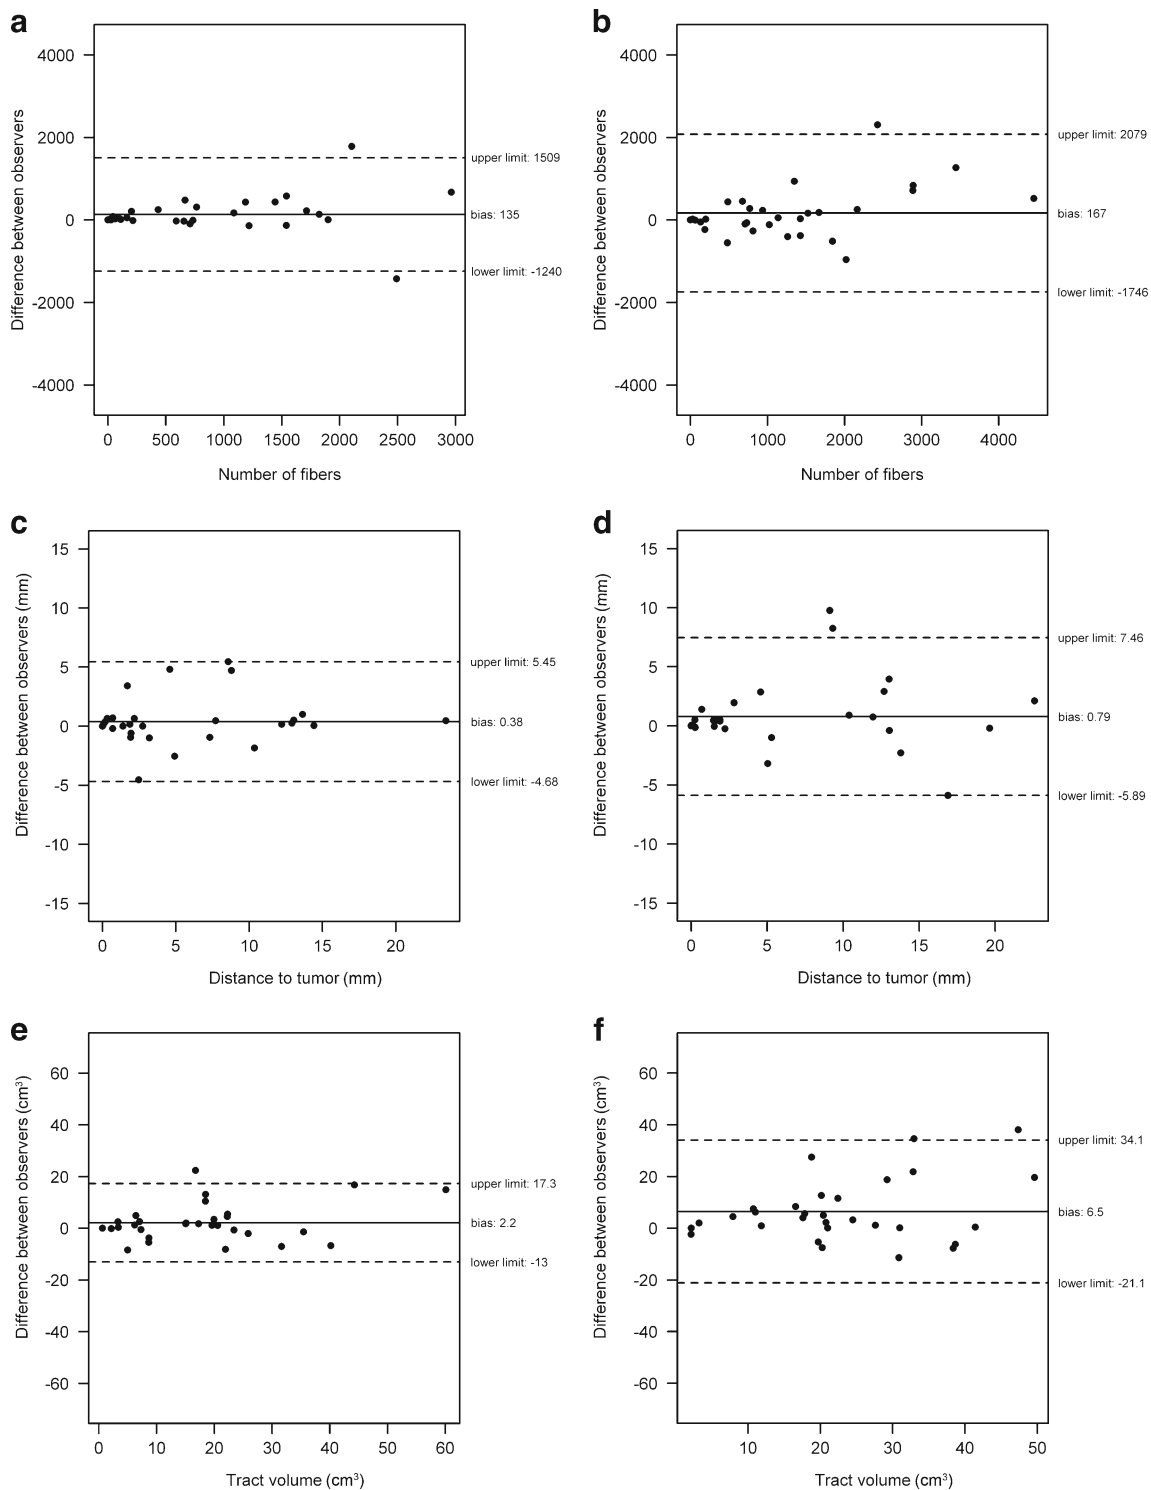 a
4000
2000
0
-2000
-4000
Difference between observers
upper limit: 1509
bias: 135
lower limit: -1240
0 500 1000 1500 2000 2500 3000
Number of fibers
b
4000
2000
0
-2000
-4000
Difference between observers
upper limit: 2079
bias: 167
lower limit: -1746
0 1000 2000 3000 4000
Number of fibers
c
15
10
5
0
-5
-10
-15
Difference between observers (mm)
upper limit: 5.45
bias: 0.38
lower limit: -4.68
0 5 10 15 20
Distance to tumor (mm)
d
15
10
5
0
-5
-10
-15
Difference between observers (mm)
upper limit: 7.46
bias: 0.79
lower limit: -5.89
0 5 10 15 20
Distance to tumor (mm)
e
60
40
20
0
-20
-40
-60
Difference between observers (cm³)
upper limit: 17.3
bias: 2.2
lower limit: -13
0 10 20 30 40 50 60
Tract volume (cm³)
f
60
40
20
0
-20
-40
-60
Difference between observers (cm³)
upper limit: 34.1
bias: 6.5
lower limit: -21.1
10 20 30 40 50
Tract volume (cm³)